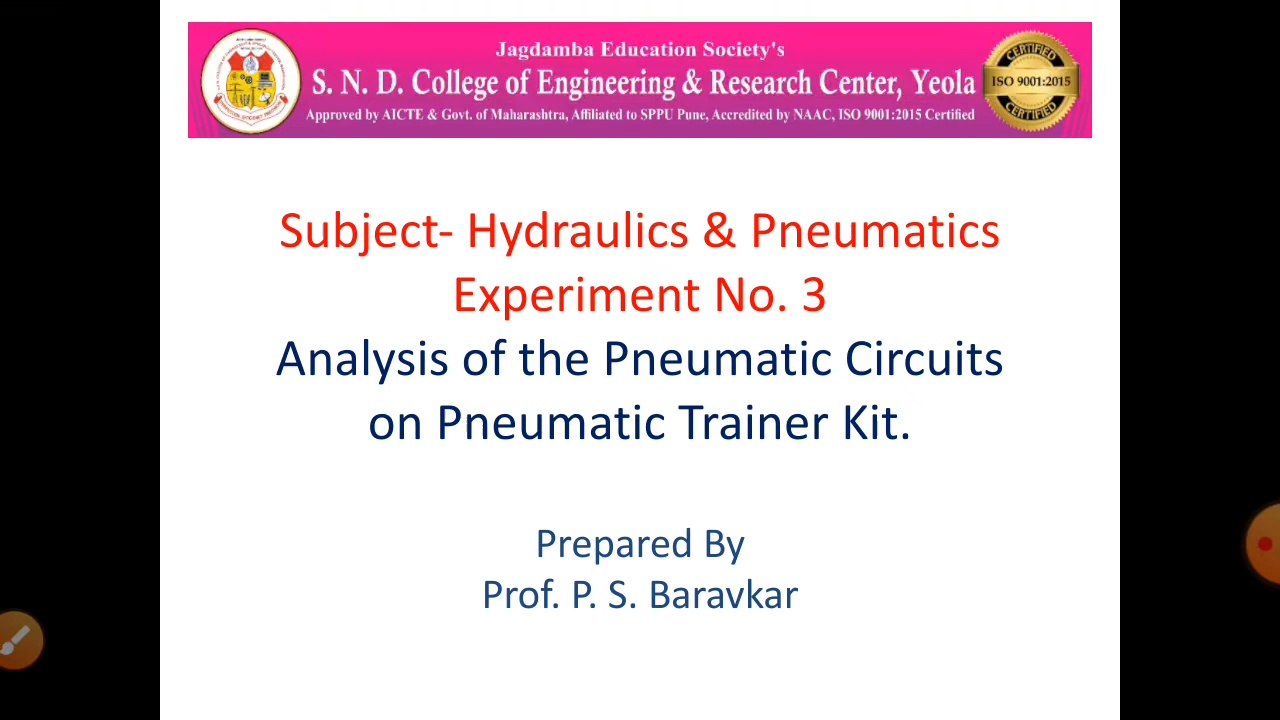 Jagdamba Education Society's
S. N. D. College of Engineering & Research Center, Yeola
Approved by AICTE & Govt. of Maharashtra, Affiliated to SPPU Pune, Accredited by NAAC, ISO 9001:2015 Certified
CERTIFIED
ISO 9001:2015
CERTIFIED
Subject- Hydraulics & Pneumatics
Experiment No. 3
Analysis of the Pneumatic Circuits
on Pneumatic Trainer Kit.
Prepared By
Prof. P. S. Baravkar